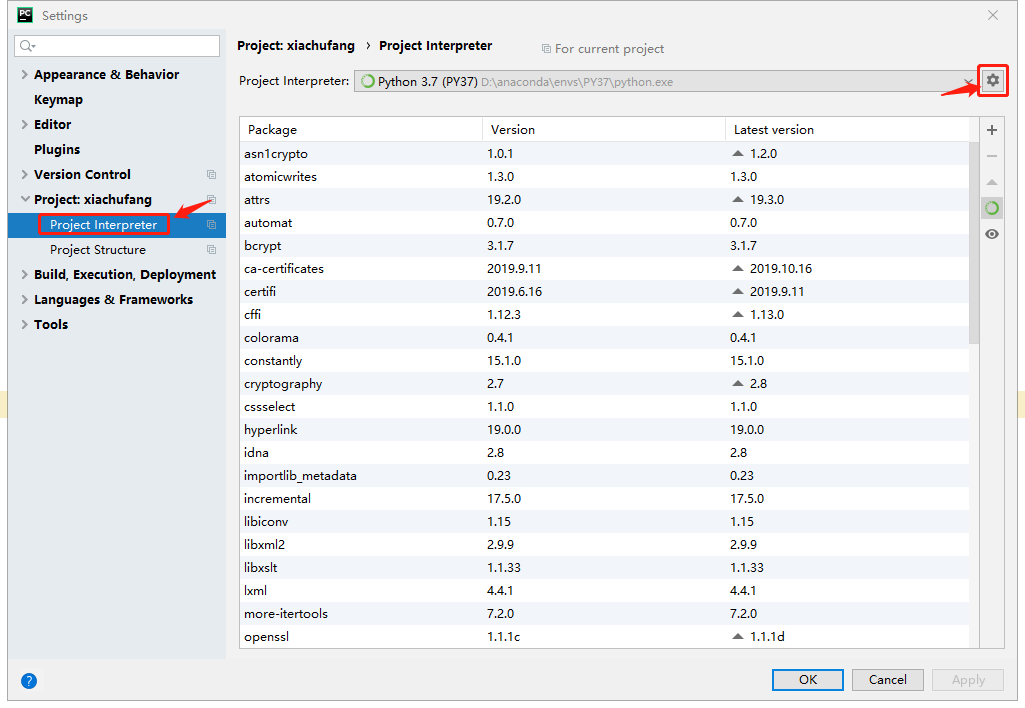 PC Settings
Project: xiachufang › Project Interpreter For current project
Appearance & Behavior
Keymap
Editor
Plugins
Version Control
Project: xiachufang
Project Interpreter
Project Structure
Build, Execution, Deployment
Languages & Frameworks
Tools
Project Interpreter: Python 3.7 (PY37) D:\anaconda\envs\PY37\python.exe
Package Version Latest version
asn1crypto 1.0.1 1.2.0
atomicwrites 1.3.0 1.3.0
attrs 19.2.0 19.3.0
automat 0.7.0 0.7.0
bcrypt 3.1.7 3.1.7
ca-certificates 2019.9.11 2019.10.16
certifi 2019.6.16 2019.9.11
cffi 1.12.3 1.13.0
colorama 0.4.1 0.4.1
constantly 15.1.0 15.1.0
cryptography 2.7 2.8
cssselect 1.1.0 1.1.0
hyperlink 19.0.0 19.0.0
idna 2.8 2.8
importlib_metadata 0.23 0.23
incremental 17.5.0 17.5.0
libiconv 1.15 1.15
libxml2 2.9.9 2.9.9
libxslt 1.1.33 1.1.33
lxml 4.4.1 4.4.1
more-itertools 7.2.0 7.2.0
openssl 1.1.1c 1.1.1d
? OK Cancel Apply